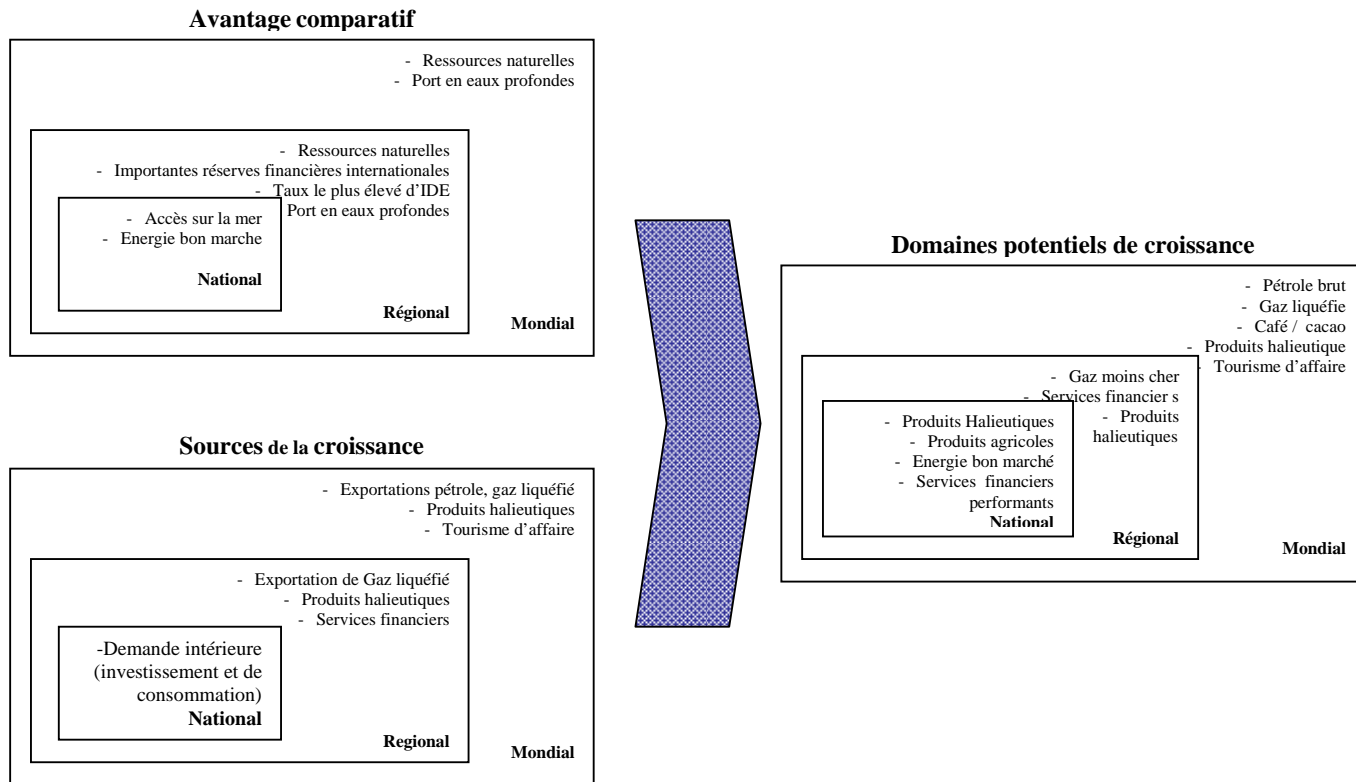 Avantage comparatif
- Ressources naturelles
- Port en eaux profondes
- Ressources naturelles
- Importantes réserves financières internationales
- Taux le plus élevé d'IDE
Port en eaux profondes
- Accès sur la mer
- Energie bon marche
National
Régional
Mondial
Sources de la croissance
- Exportations pétrole, gaz liquéfié
- Produits halieutiques
- Tourisme d'affaire
- Exportation de Gaz liquéfié
- Produits halieutiques
- Services financiers
-Demande intérieure
(investissement et de
consommation)
National
Regional
Mondial
Domaines potentiels de croissance
- Pétrole brut
- Gaz liquéfie
- Café / cacao
- Produits halieutique
- Tourisme d'affaire
- Gaz moins cher
- Services financier s
- Produits
halieutiques
- Produits Halieutiques
- Produits agricoles
- Energie bon marché
- Services financiers
performants
National
Régional
Mondial